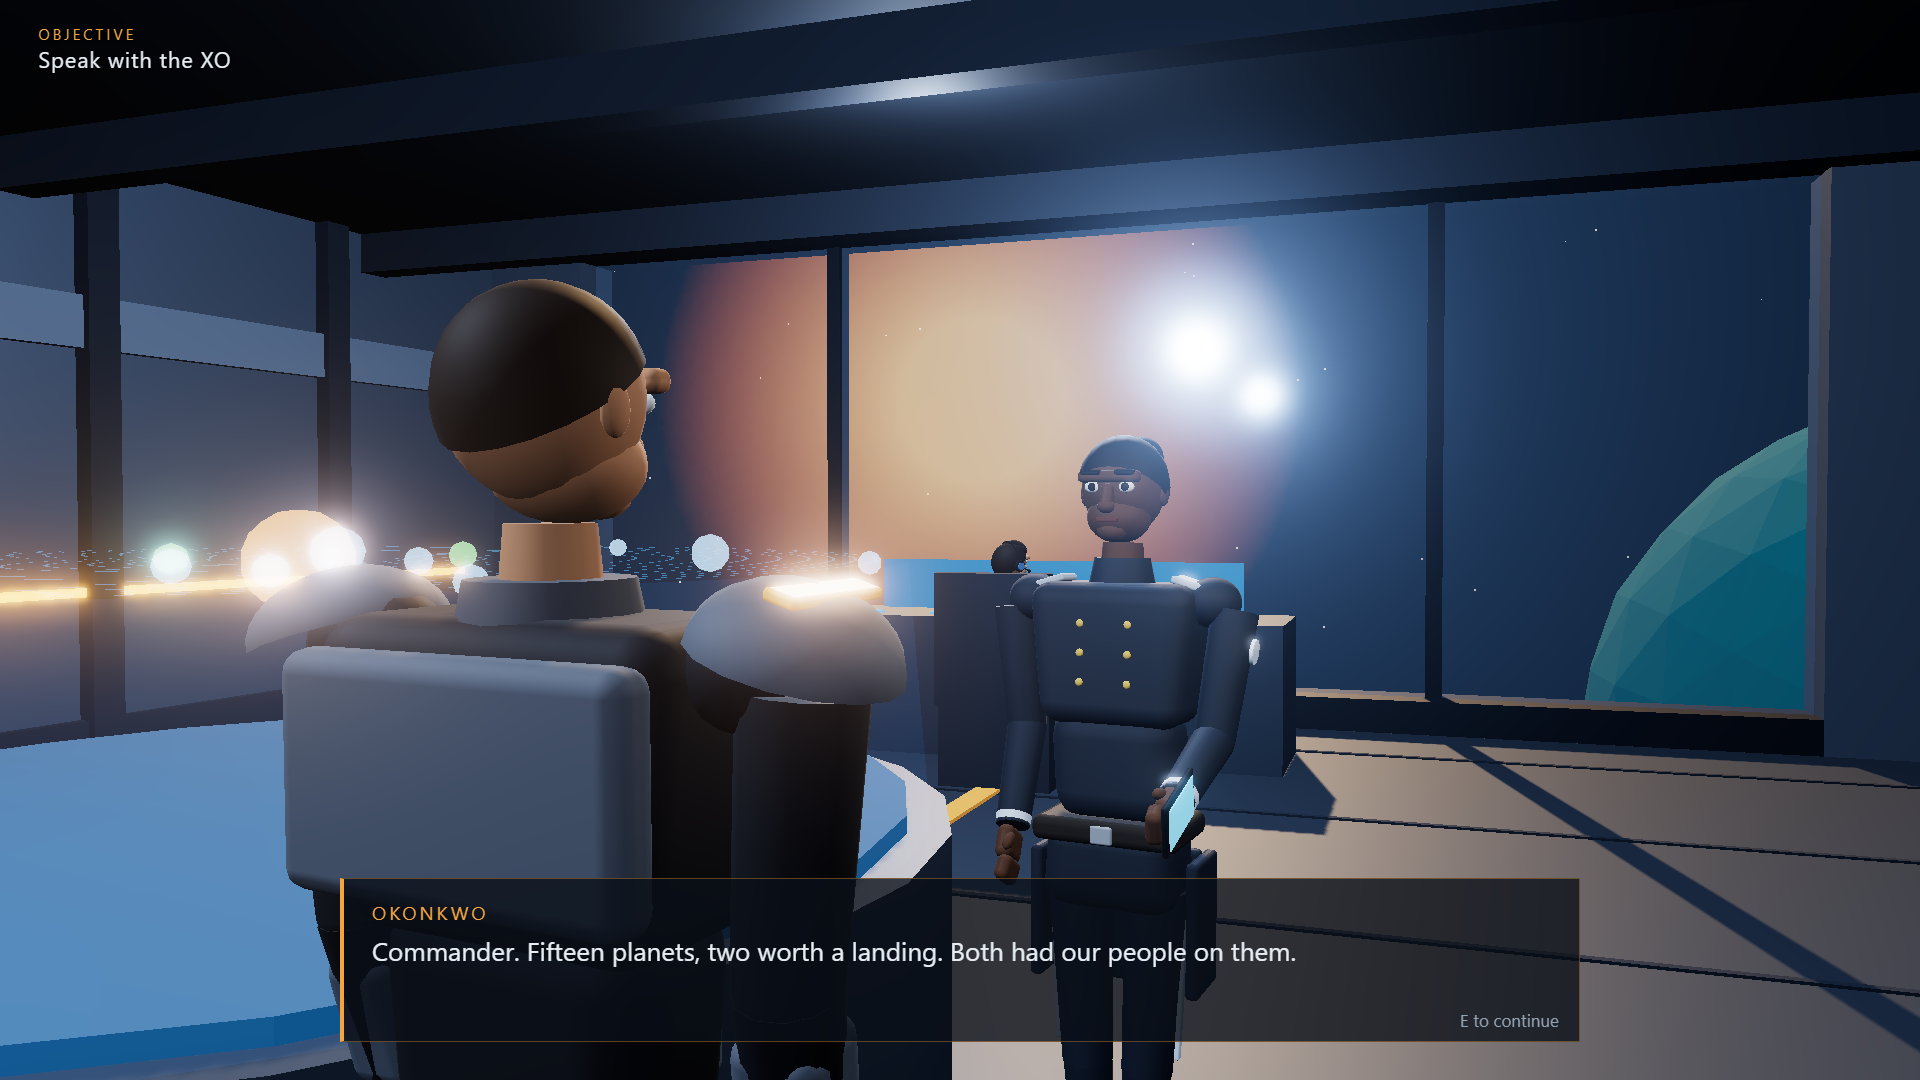 OBJECTIVE
Speak with the XO
OKONKWO
Commander. Fifteen planets, two worth a landing. Both had our people on them.
E to continue